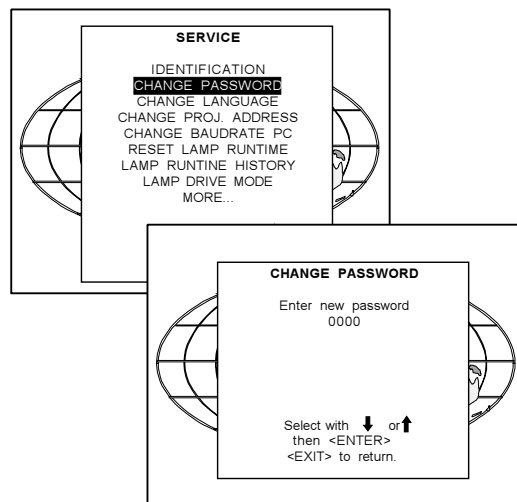 SERVICE
IDENTIFICATION
CHANGE PASSWORD
CHANGE LANGUAGE
CHANGE PROJ. ADDRESS
CHANGE BAUDRATE PC
RESET LAMP RUNTIME
LAMP RUNTINE HISTORY
LAMP DRIVE MODE
MORE...
CHANGE PASSWORD
Enter new password
0000
Select with ⬇ or⬆
then <ENTER>
<EXIT> to return.